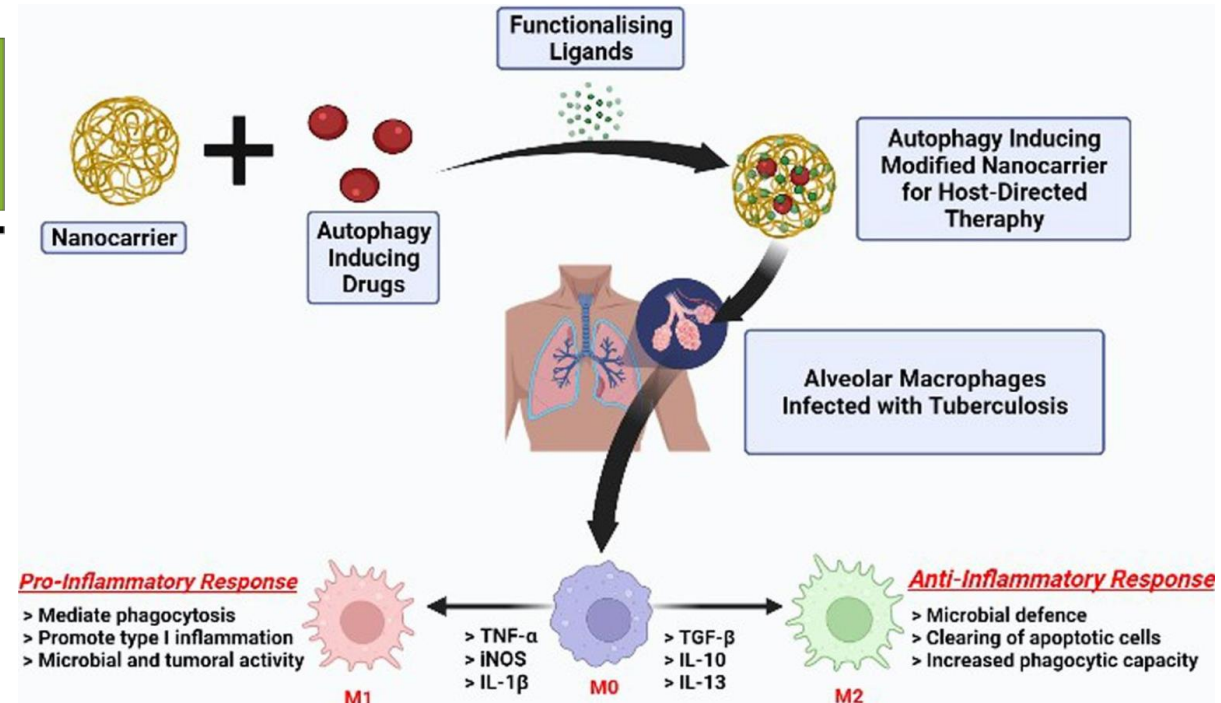 Functionalising
Ligands
Nanocarrier
Autophagy
Inducing
Drugs
Autophagy Inducing
Modified Nanocarrier
for Host-Directed
Theraphy
Alveolar Macrophages
Infected with Tuberculosis
Pro-Inflammatory Response
> Mediate phagocytosis
> Promote type I inflammation
> Microbial and tumoral activity
M1
> TNF-α
> iNOS
> IL-1β
M0
> TGF-β
> IL-10
> IL-13
M2
Anti-Inflammatory Response
> Microbial defence
> Clearing of apoptotic cells
> Increased phagocytic capacity